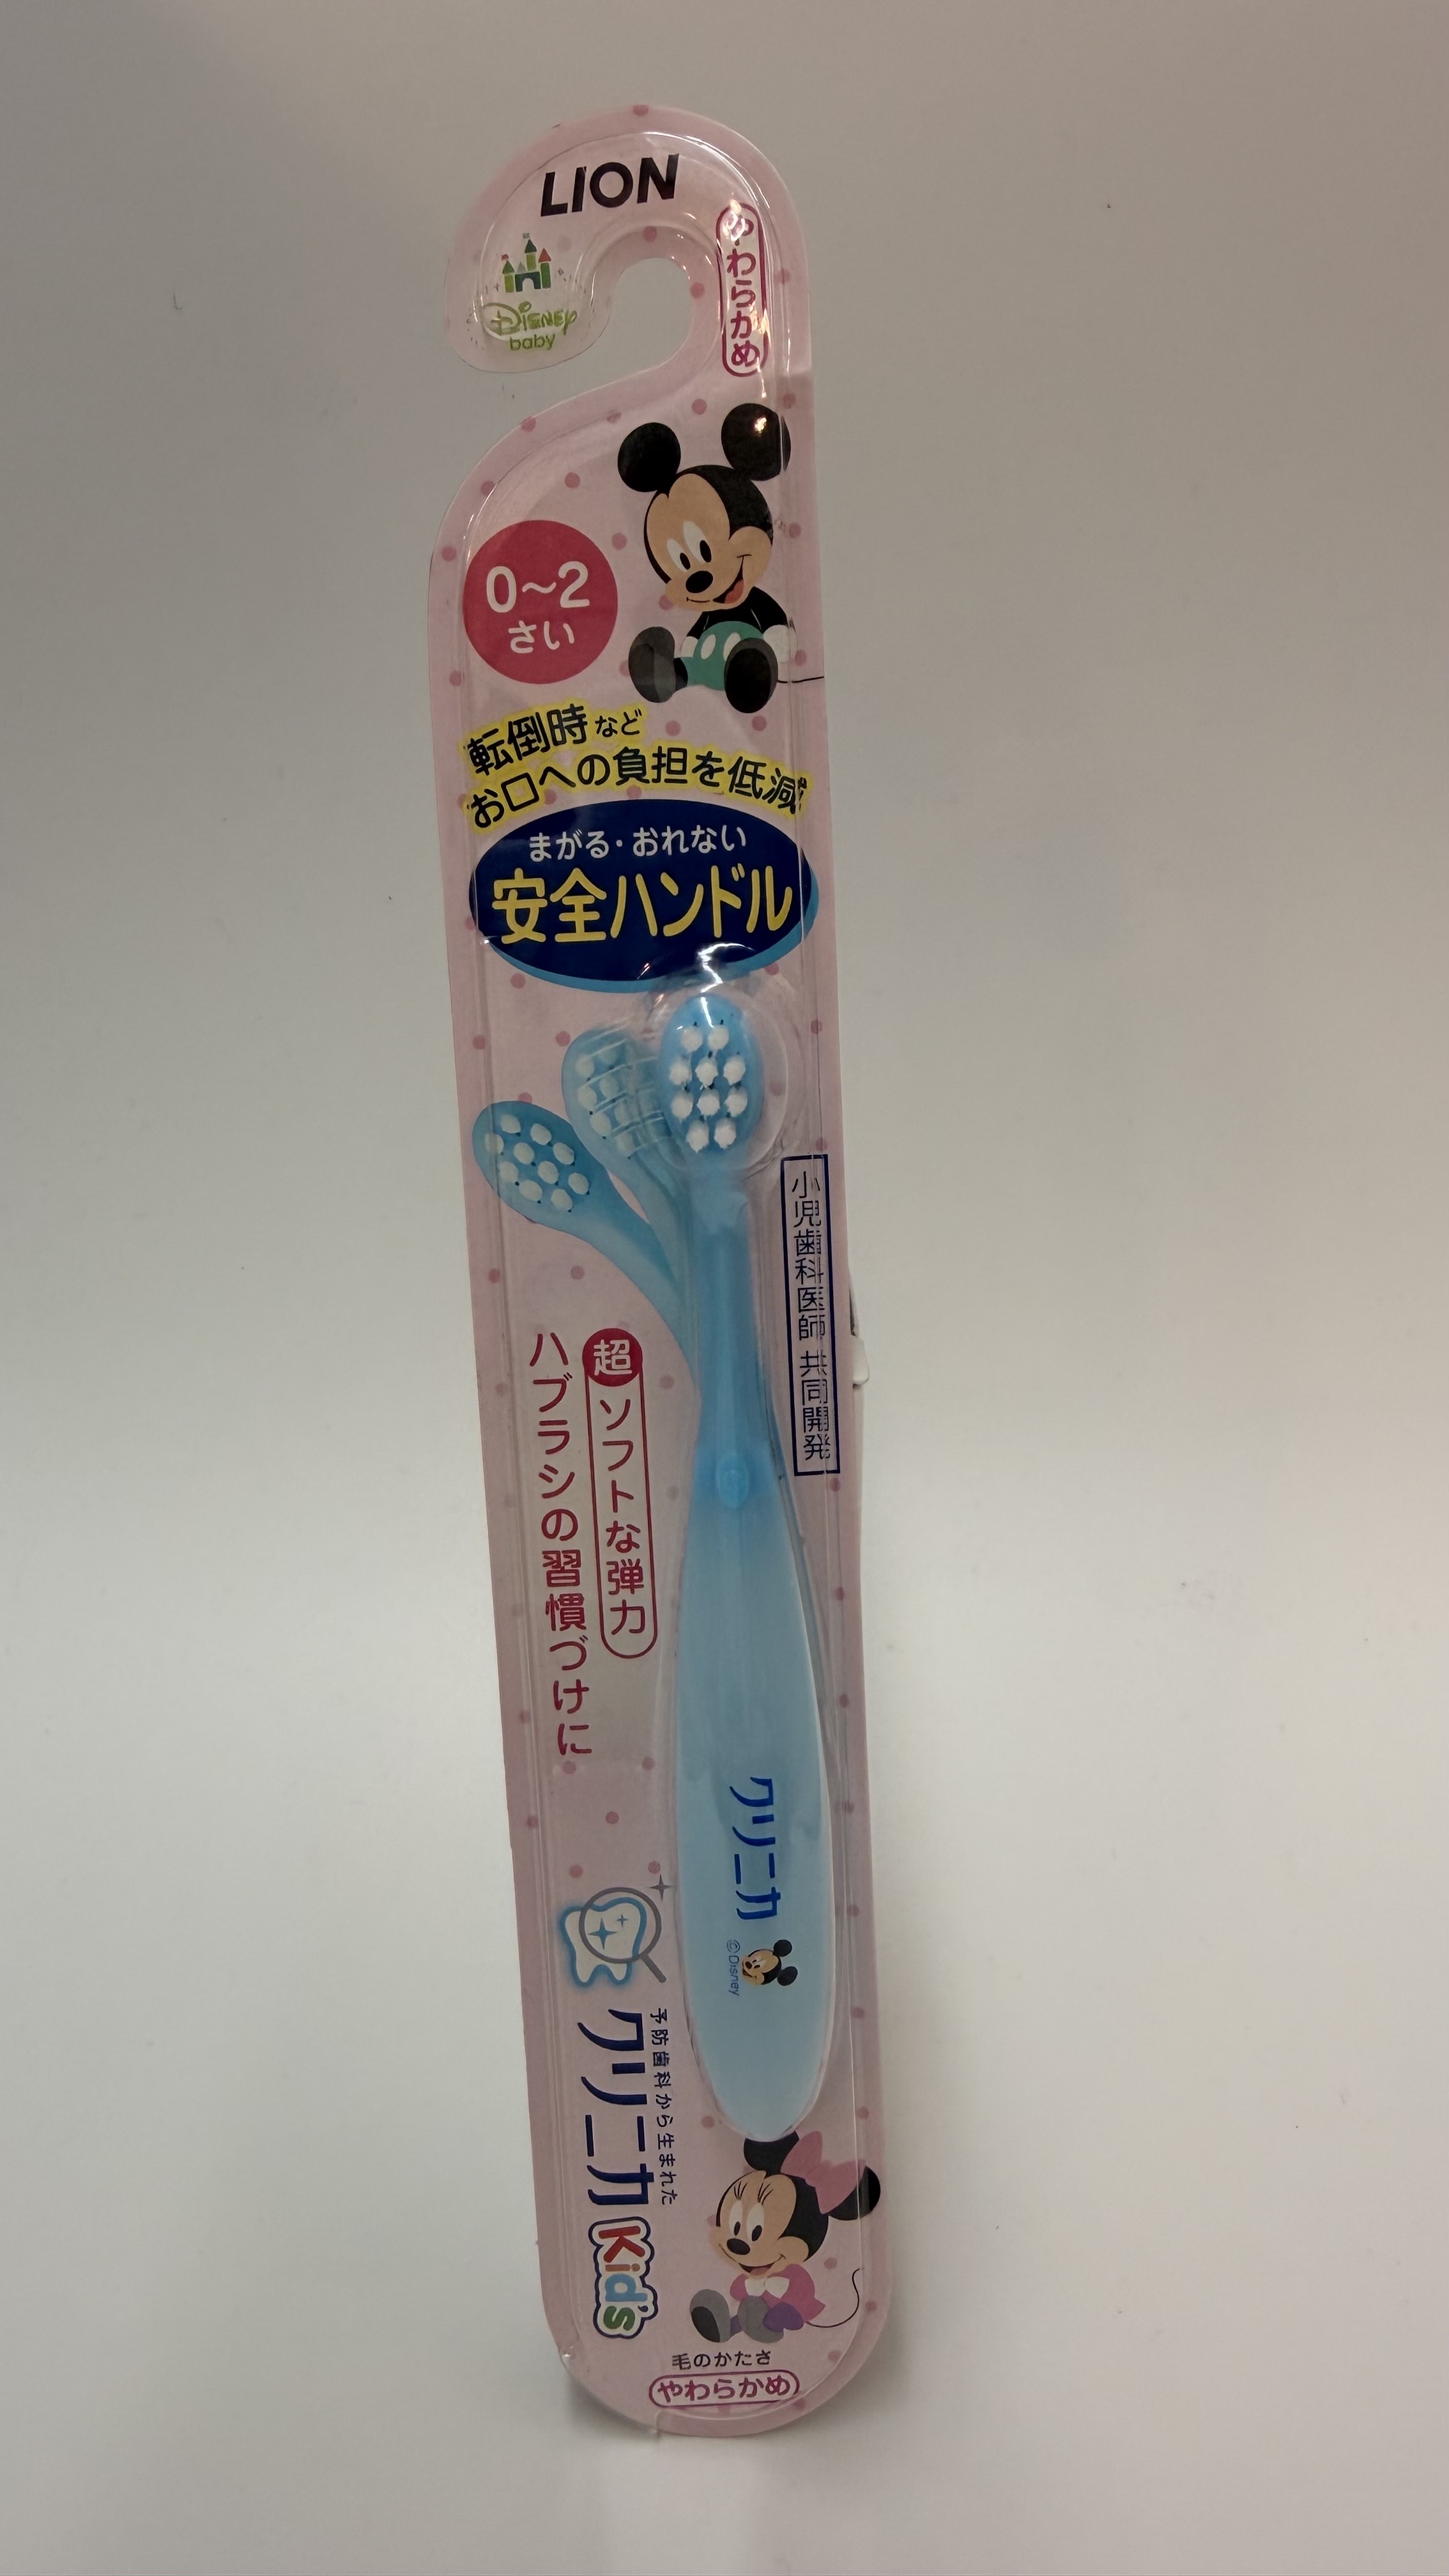 LION
やわらかめ
Disney
baby
0〜2
さい
転倒時など
お口への負担を低減
まがる・おれない
安全ハンドル
小児歯科医師 共同開発
超ソフトな弾力
ハブラシの習慣づけに
クリニカ
©Disney
予防歯科から生まれた
クリニカKid's
毛のかたさ
やわらかめ